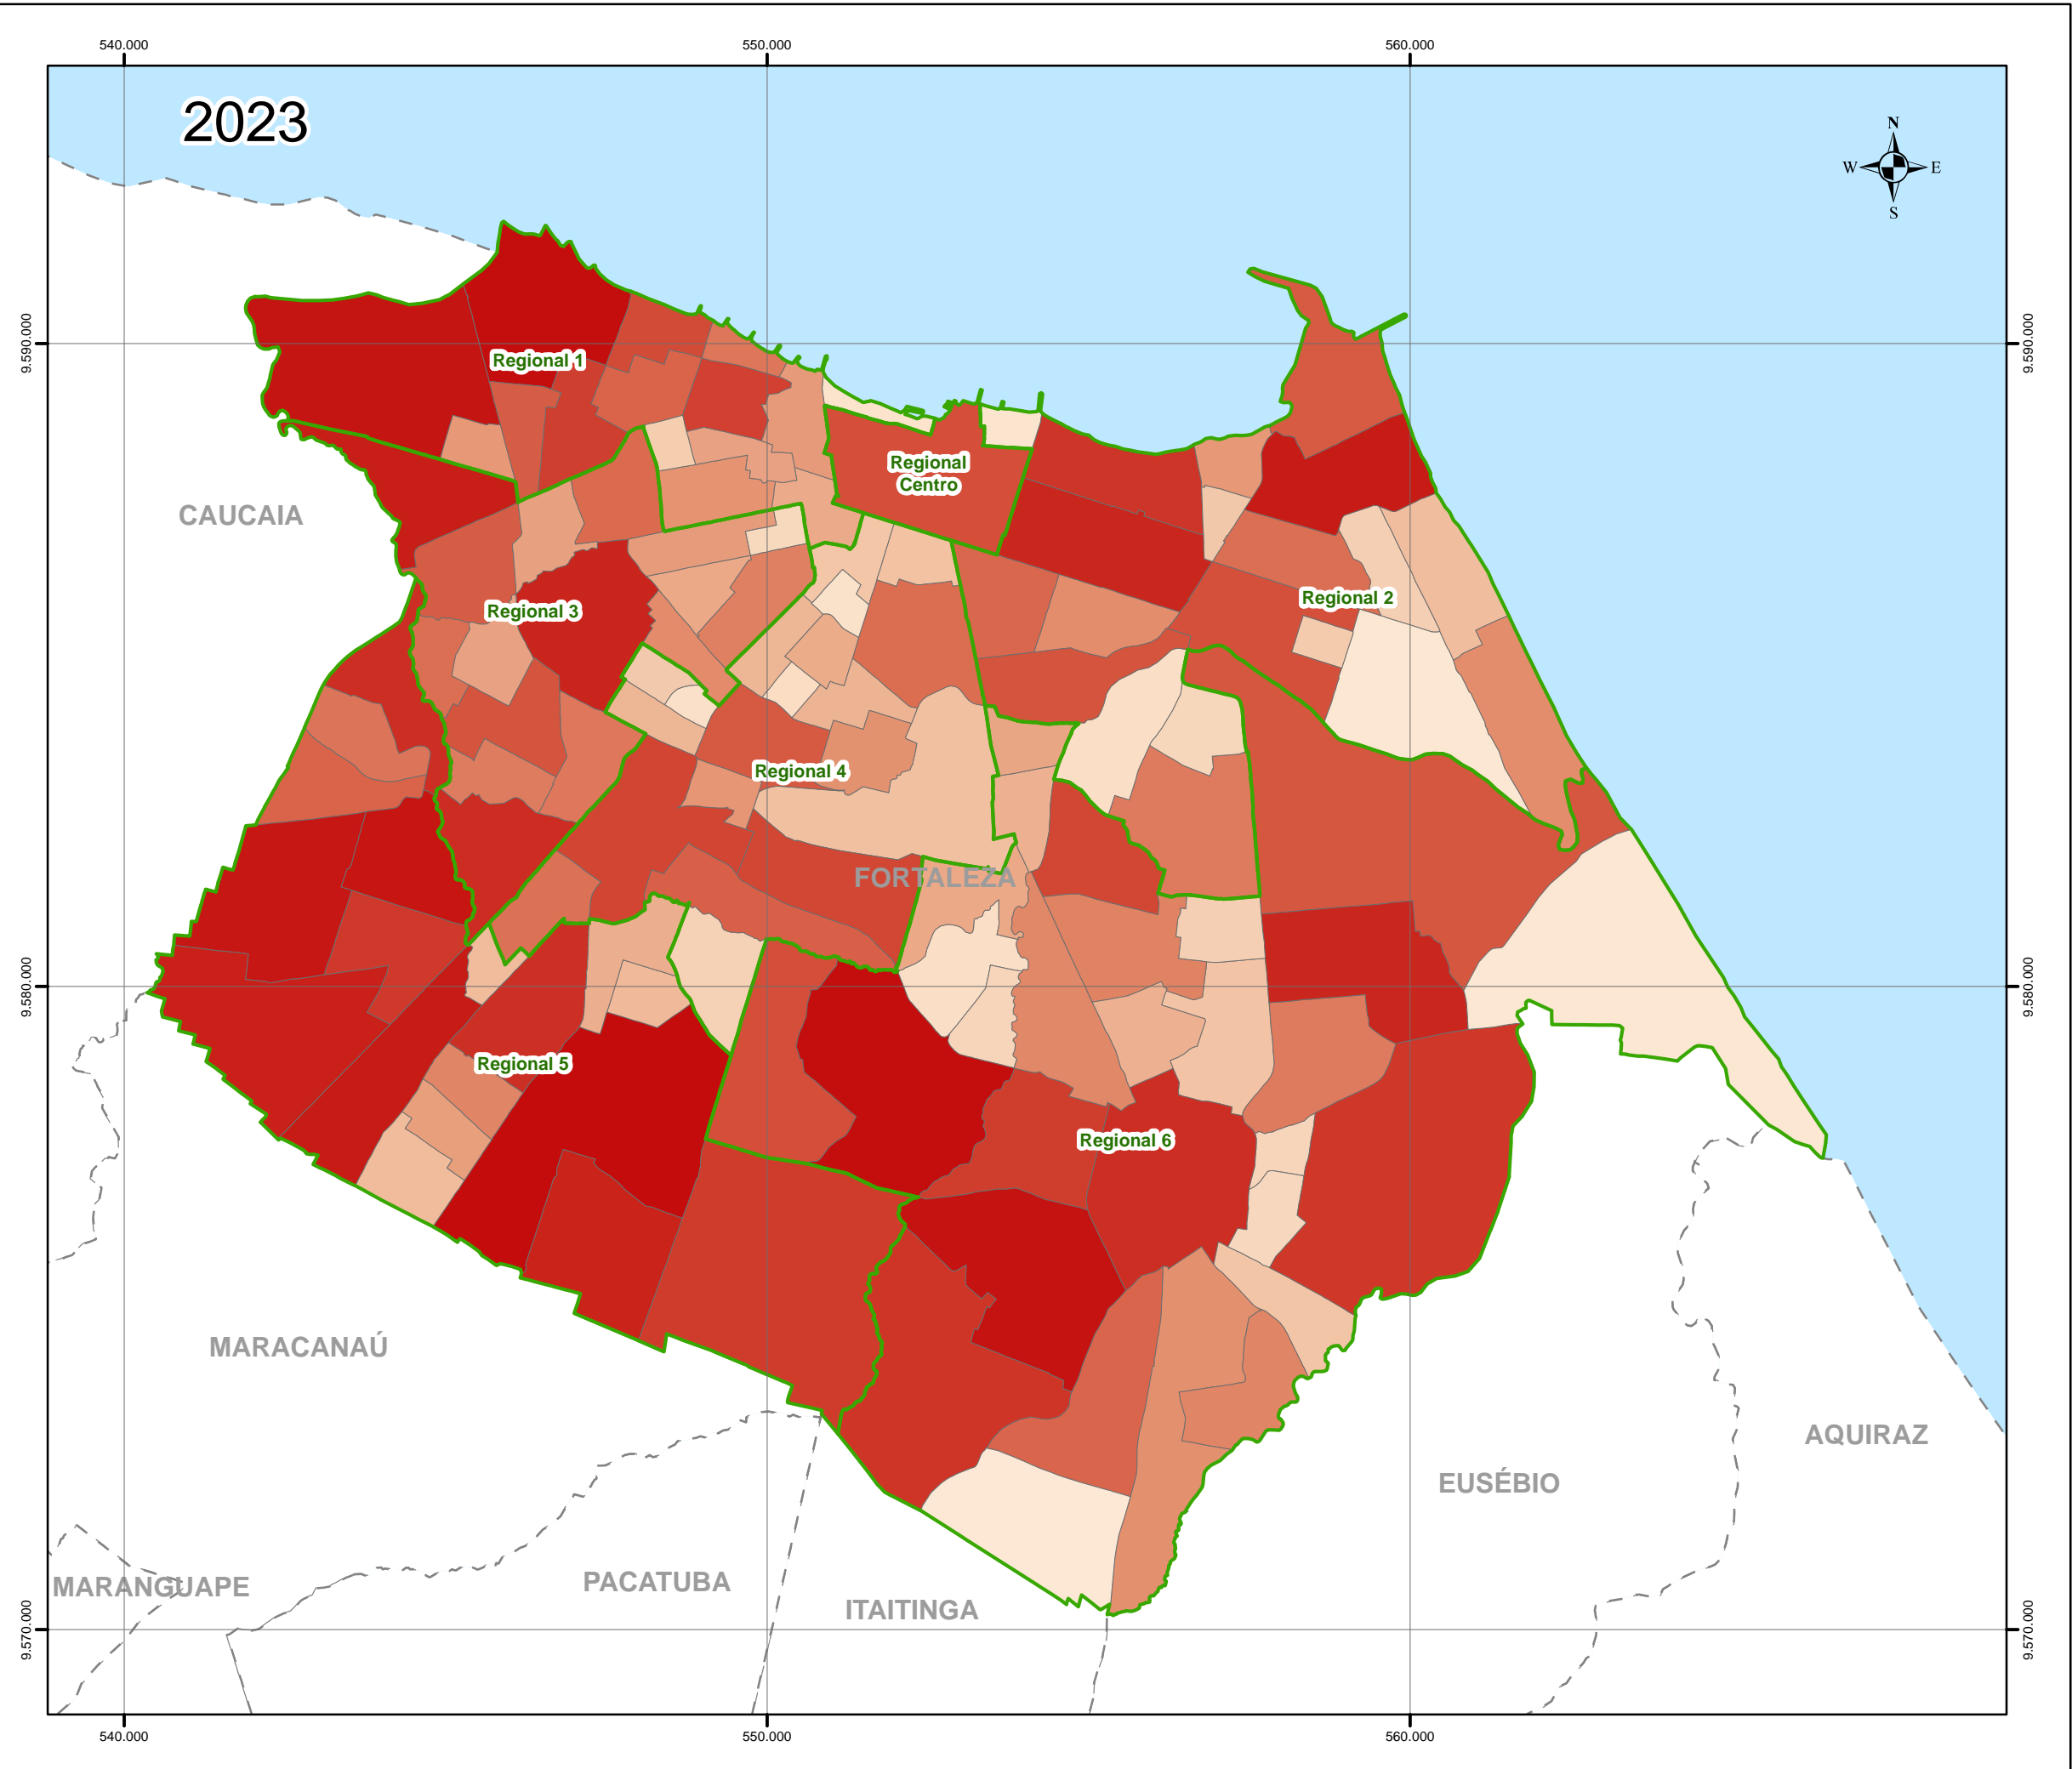 540.000
550.000
560.000
2023
N
W
E
S
9.590.000
9.590.000
Regional 1
Regional
Centro
CAUCAIA
Regional 2
Regional 3
Regional 4
FORTALEZA
9.580.000
9.580.000
Regional 5
Regional 6
MARACANAÚ
AQUIRAZ
EUSÉBIO
PACATUBA
MARANGUAPE
ITAITINGA
9.570.000
9.570.000
540.000
550.000
560.000